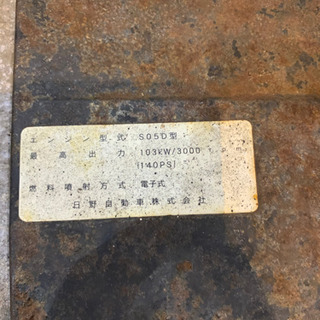 エンジン型式 S05D型
最高出力 103kW/3000
(140PS)
燃料噴射方式 電子式
日野自動車株式会社